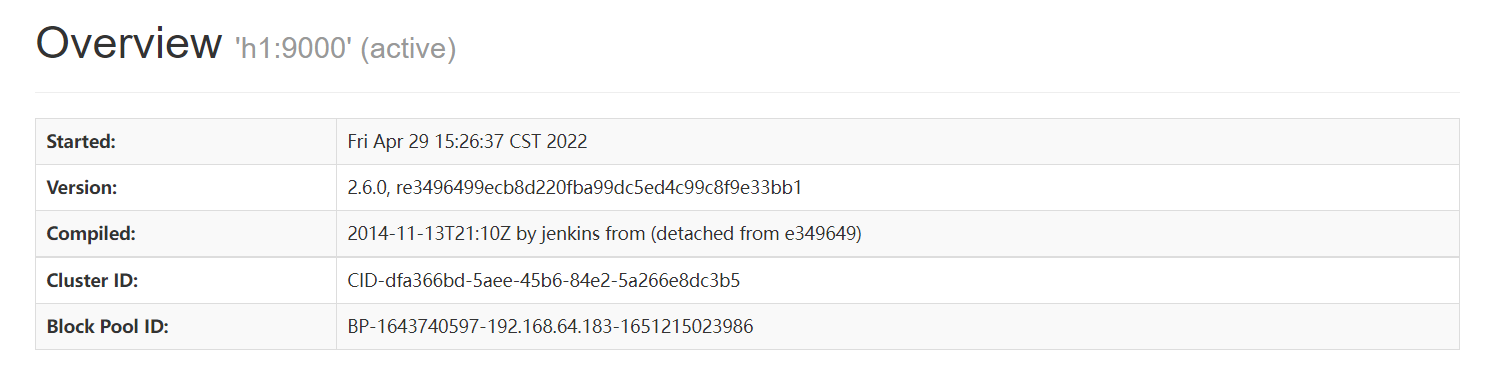 Overview 'h1:9000' (active)
Started: Fri Apr 29 15:26:37 CST 2022
Version: 2.6.0, re3496499ecb8d220fba99dc5ed4c99c8f9e33bb1
Compiled: 2014-11-13T21:10Z by jenkins from (detached from e349649)
Cluster ID: CID-dfa366bd-5aee-45b6-84e2-5a266e8dc3b5
Block Pool ID: BP-1643740597-192.168.64.183-1651215023986